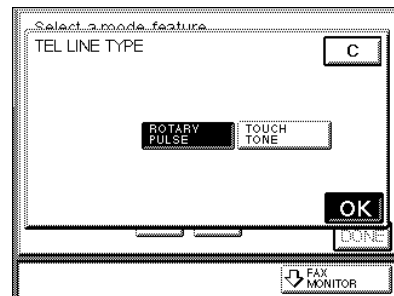 Select a mode feature
TEL LINE TYPE
C
ROTARY
PULSE
TOUCH
TONE
OK
DONE
FAX
MONITOR